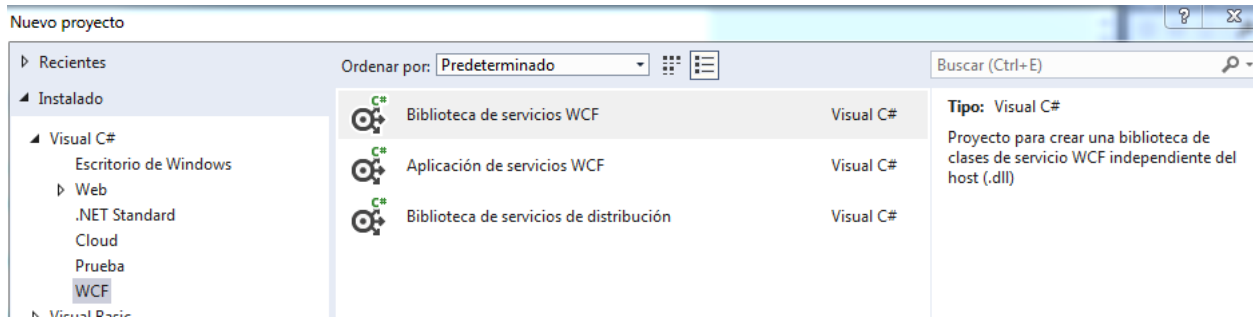 Nuevo proyecto
Recientes
Instalado
Visual C#
Escritorio de Windows
Web
.NET Standard
Cloud
Prueba
WCF
Visual Basic
Ordenar por: Predeterminado
C# Biblioteca de servicios WCF Visual C#
C# Aplicación de servicios WCF Visual C#
C# Biblioteca de servicios de distribución Visual C#
Buscar (Ctrl+E)
Tipo: Visual C#
Proyecto para crear una biblioteca de
clases de servicio WCF independiente del
host (.dll)